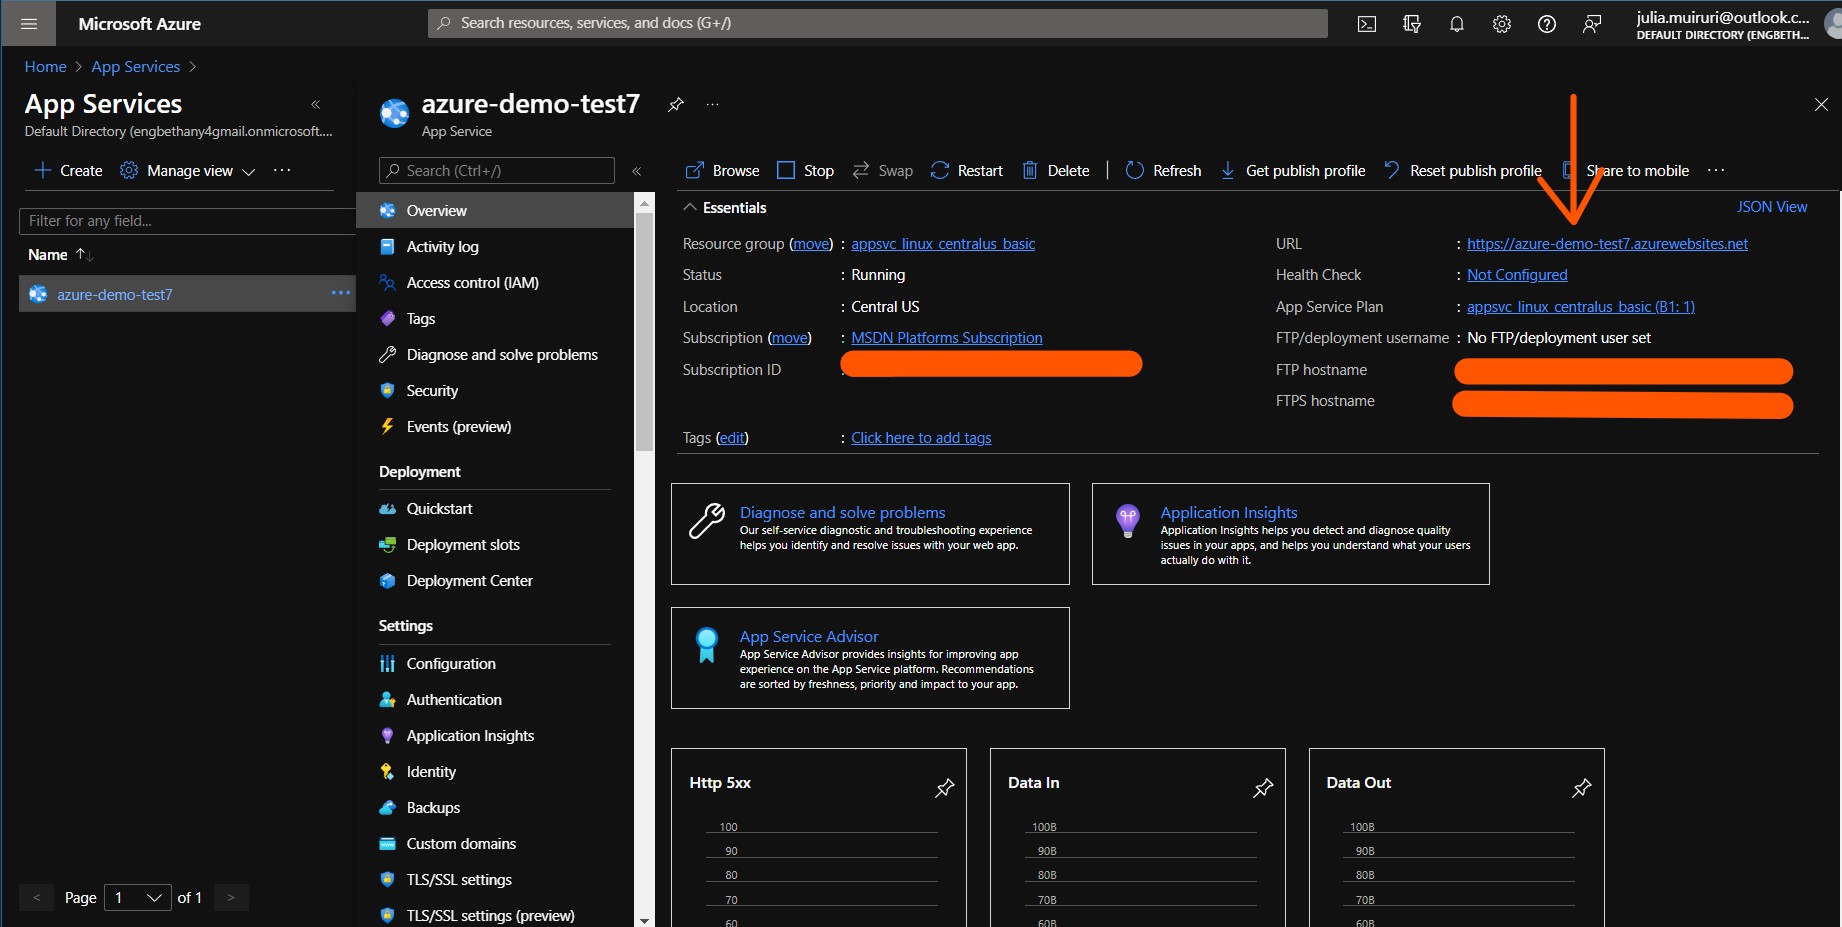 Microsoft Azure
Search resources, services, and docs (G+/)
julia.muiruri@outlook.c...
DEFAULT DIRECTORY (ENGBETH...
Home > App Services >
App Services
Default Directory (engbethany4gmail.onmicrosoft....
Create
Manage view
Filter for any field...
Name
azure-demo-test7
Page 1 of 1
azure-demo-test7
App Service
Search (Ctrl+/)
Overview
Activity log
Access control (IAM)
Tags
Diagnose and solve problems
Security
Events (preview)
Deployment
Quickstart
Deployment slots
Deployment Center
Settings
Configuration
Authentication
Application Insights
Identity
Backups
Custom domains
TLS/SSL settings
TLS/SSL settings (preview)
Browse Stop Swap Restart Delete | Refresh Get publish profile Reset publish profile Share to mobile ...
Essentials
JSON View
Resource group (move) : appsvc_linux_centralus_basic
Status : Running
Location : Central US
Subscription (move) : MSDN Platforms Subscription
Subscription ID :
Tags (edit) : Click here to add tags
URL : https://azure-demo-test7.azurewebsites.net
Health Check : Not Configured
App Service Plan : appsvc_linux_centralus_basic (B1: 1)
FTP/deployment username : No FTP/deployment user set
FTP hostname
FTPS hostname
Diagnose and solve problems
Our self-service diagnostic and troubleshooting experience
helps you identify and resolve issues with your web app.
Application Insights
Application Insights helps you detect and diagnose quality
issues in your apps, and helps you understand what your users
actually do with it.
App Service Advisor
App Service Advisor provides insights for improving app
experience on the App Service platform. Recommendations
are sorted by freshness, priority and impact to your app.
Http 5xx
100
90
80
70
60
Data In
100B
90B
80B
70B
60B
Data Out
100B
90B
80B
70B
60B